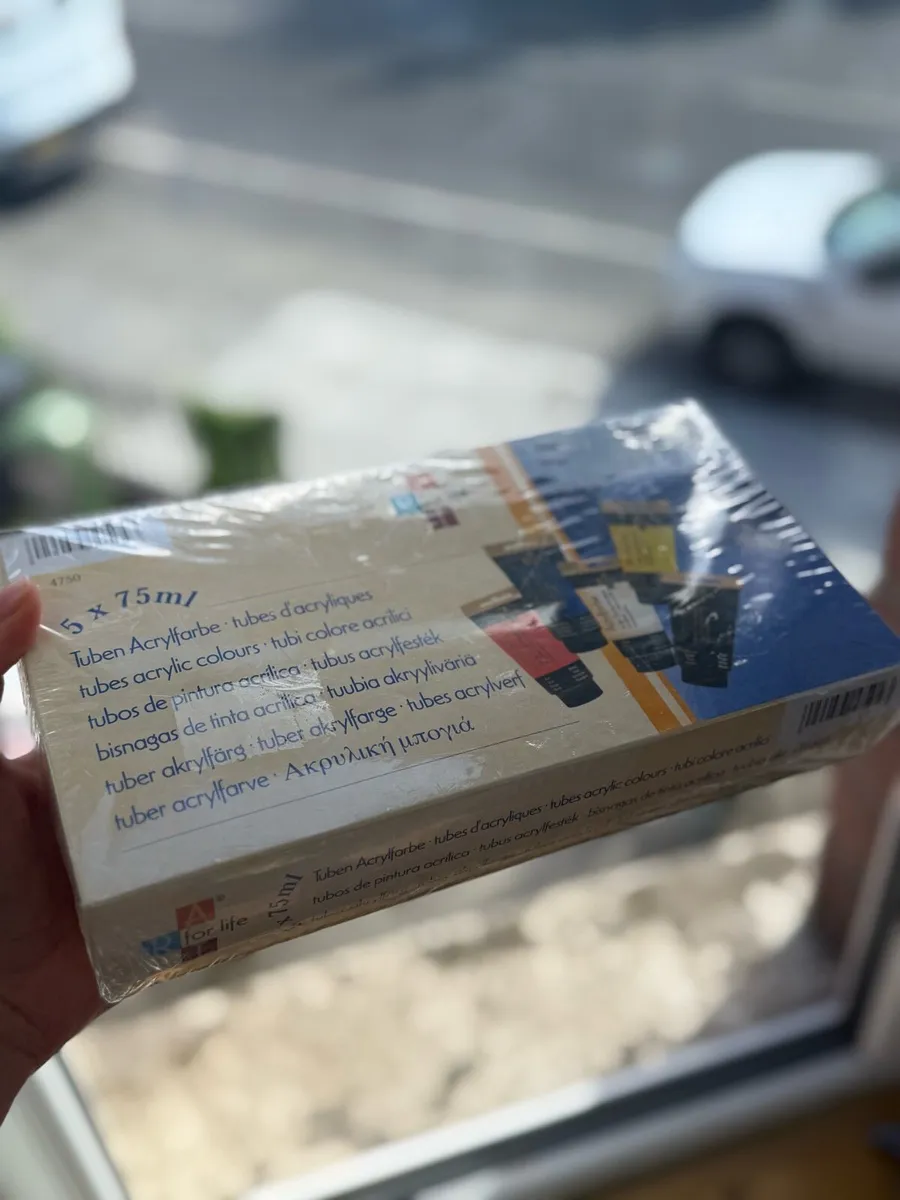 4750
5 x 75ml
Tuben Acrylfarbe · tubes d'acryliques
tubes acrylic colours · tubi colore acrilici
tubos de pintura acrilica · tubus acrylfesték
bisnagas de tinta acrilica · tuubia akryyliväriä
tuber akrylfärg · tuber akrylfarge · tubes acrylverf
tuber acrylfarve · Ακρυλική μπογιά
A R T for life ®
5 x 75ml
Tuben Acrylfarbe · tubes d'acryliques · tubes acrylic colours · tubi colore acrilici
tubos de pintura acrilica · tubus acrylfesték · bisnagas de tinta acrilica